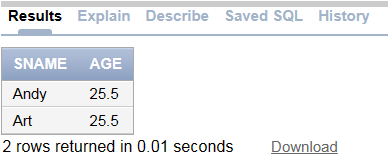 Results Explain Describe Saved SQL History
SNAME AGE
Andy 25.5
Art 25.5
2 rows returned in 0.01 seconds Download